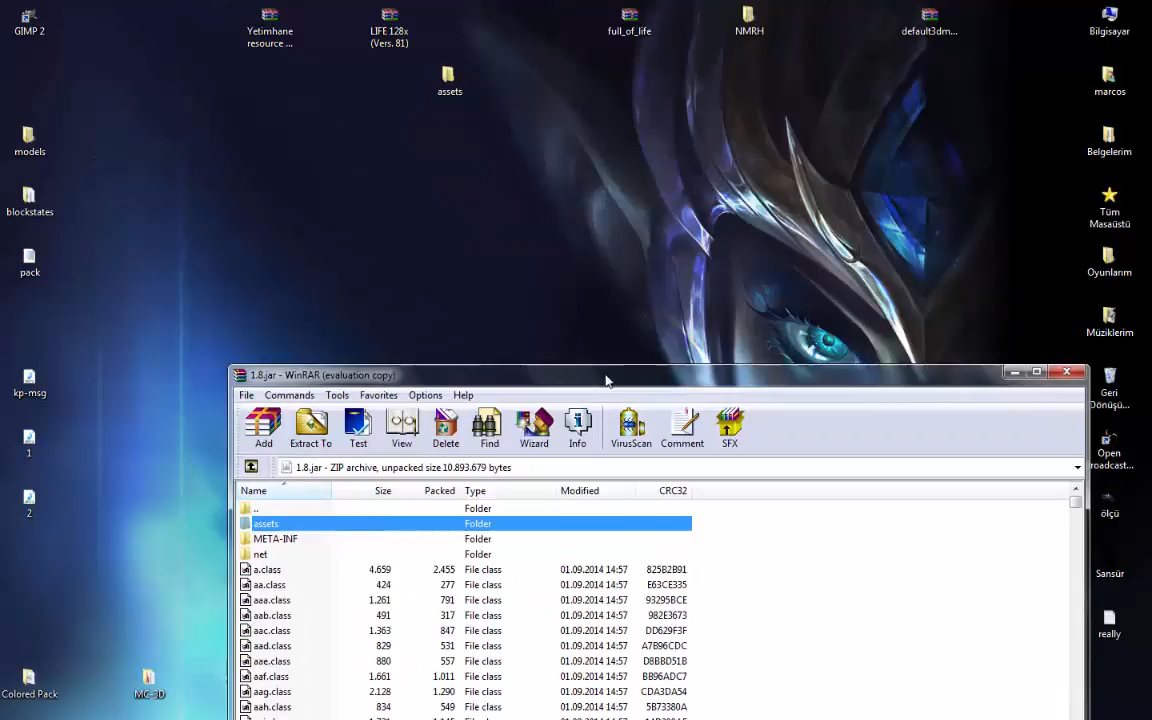 GIMP 2
Yetimhane
resource ...
LIFE 128x
(Vers. 81)
full_of_life
NMRH
default3dm...
Bilgisayar
assets
marcos
models
Belgelerim
blockstates
Tüm
Masaüstü
pack
Oyunlarım
Müziklerim
kp-msg
Geri
Dönüşü...
1
Open
roadcast...
2
ölçü
Sansür
really
Colored Pack
MC-3D
1.8.jar - WinRAR (evaluation copy)
File Commands Tools Favorites Options Help
Add Extract To Test View Delete Find Wizard Info VirusScan Comment SFX
1.8.jar - ZIP archive, unpacked size 10.893.679 bytes
Name Size Packed Type Modified CRC32
.. Folder
assets Folder
META-INF Folder
net Folder
a.class 4.659 2.455 File class 01.09.2014 14:57 825B2B91
aa.class 424 277 File class 01.09.2014 14:57 E63CE335
aaa.class 1.261 791 File class 01.09.2014 14:57 93295BCE
aab.class 491 317 File class 01.09.2014 14:57 982E3673
aac.class 1.363 847 File class 01.09.2014 14:57 DD629F3F
aad.class 829 531 File class 01.09.2014 14:57 A7B96CDC
aae.class 880 557 File class 01.09.2014 14:57 D8BBD51B
aaf.class 1.661 1.011 File class 01.09.2014 14:57 BB96ADC7
aag.class 2.128 1.290 File class 01.09.2014 14:57 CDA3DA54
aah.class 834 549 File class 01.09.2014 14:57 5B73380A